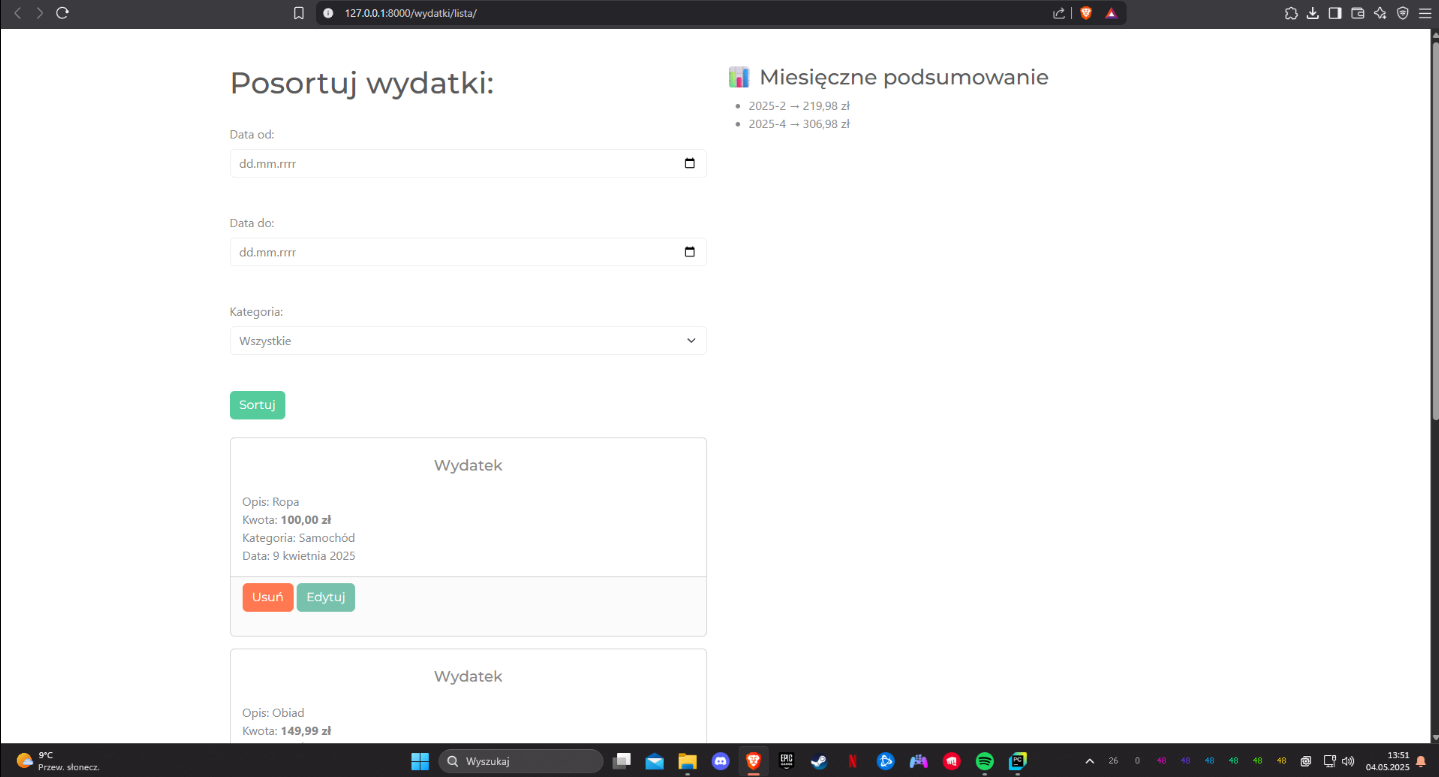 127.0.0.1:8000/wydatki/lista/
Posortuj wydatki:
Data od:
dd.mm.rrrr
Data do:
dd.mm.rrrr
Kategoria:
Wszystkie
Sortuj
Wydatek
Opis: Ropa
Kwota: 100,00 zł
Kategoria: Samochód
Data: 9 kwietnia 2025
Usuń Edytuj
Wydatek
Opis: Obiad
Kwota: 149,99 zł
Miesięczne podsumowanie
2025-2 → 219,98 zł
2025-4 → 306,98 zł
9°C
Przew. słonecz.
Wyszukaj
EPIC
N
PC
26 0 48 48 48 48 48 48
13:51
04.05.2025